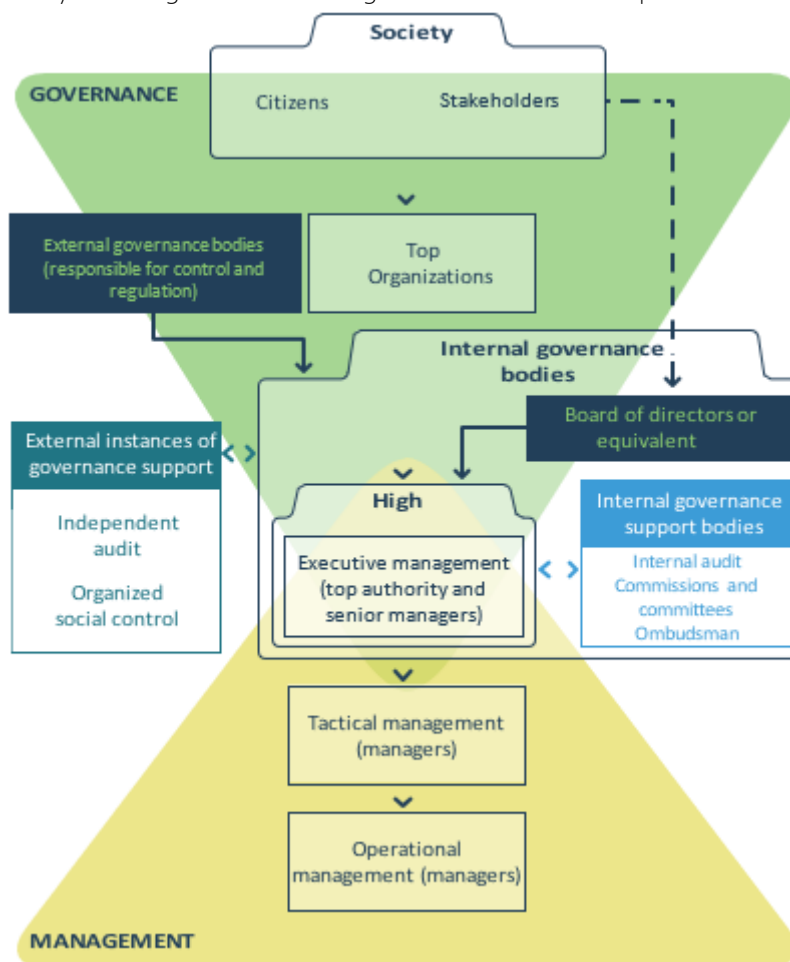 Society
GOVERNANCE
Citizens
Stakeholders
External governance bodies
(responsible for control and
regulation)
Top
Organizations
Internal governance
bodies
Board of directors or
equivalent
External instances of
governance support
Independent
audit
Organized
social control
High
Executive management
(top authority and
senior managers)
Internal governance
support bodies
Internal audit
Commissions and
committees
Ombudsman
Tactical management
(managers)
Operational
management (managers)
MANAGEMENT